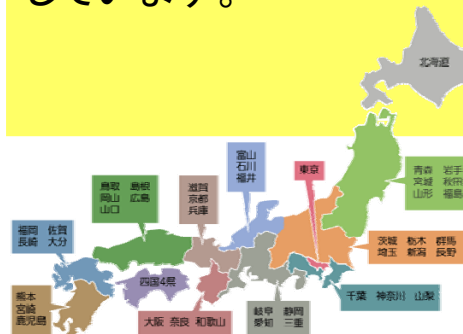 しています。
北海道
青森 岩手
宮城 秋田
山形 福島
富山
石川
福井
東京
鳥取 島根
岡山 広島
山口
滋賀
京都
兵庫
福岡 佐賀
長崎 大分
茨城 栃木 群馬
埼玉 新潟 長野
四国4県
熊本
宮崎
鹿児島
大阪 奈良 和歌山
岐阜 静岡
愛知 三重
千葉 神奈川 山梨